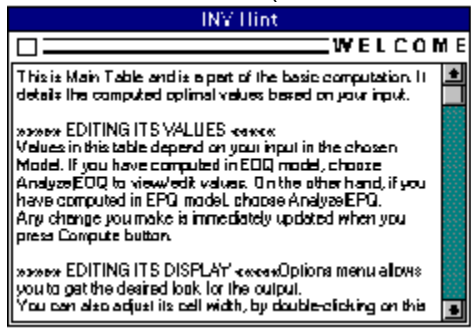 INV Hint
WELCOME
This is Main Table and is a part of the basic computation. It
details the computed optimal values based on your input.
»»»»» EDITING ITS VALUES «««««
Values in this table depend on your input in the chosen
Model. If you have computed in EOQ model, choose
Analyze|EOQ to view/edit values. On the other hand, if you
have computed in EPQ model, choose Analyze|EPQ.
Any change you make is immediately updated when you
press Compute button.
»»»»» EDITING ITS DISPLAY «««««Options menu allows
you to get the desired look for the output.
You can also adjust its cell width, by double-clicking on this